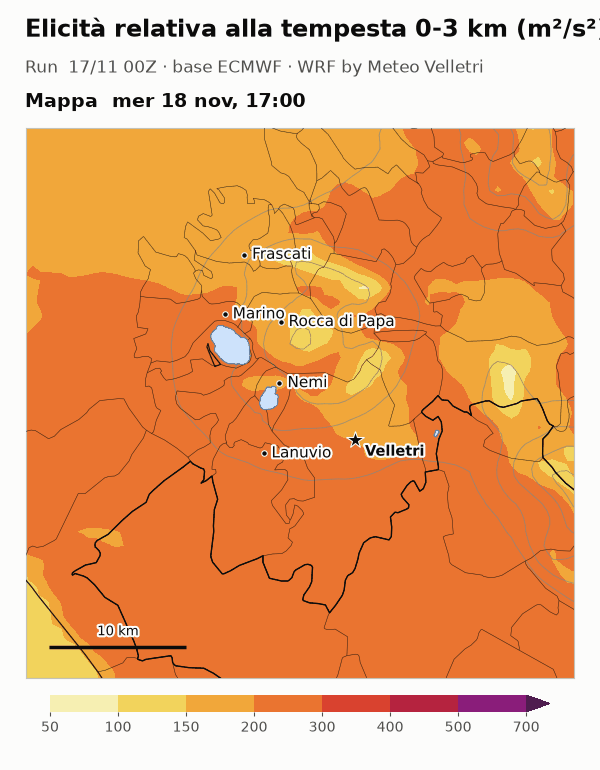 Elicità relativa alla tempesta 0-3 km (m²/s²)
Run 17/11 00Z · base ECMWF · WRF by Meteo Velletri
Mappa mer 18 nov, 17:00
Frascati
Marino
Rocca di Papa
Nemi
Velletri
Lanuvio
10 km
50 100 150 200 300 400 500 700